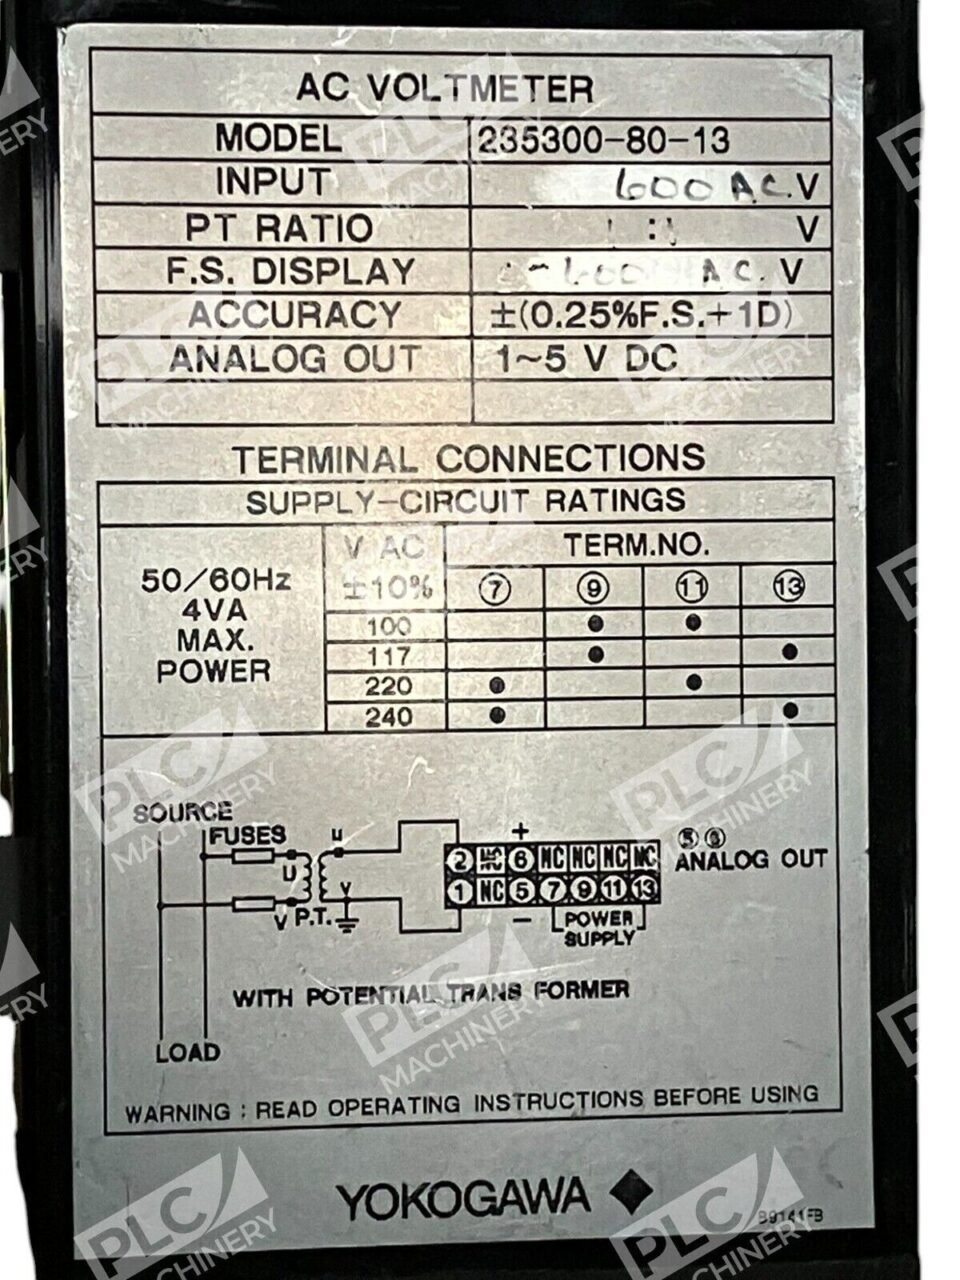 AC VOLTMETER
MODEL 235300-80-13
INPUT 600 A.C. V
PT RATIO : V
F.S. DISPLAY -600 A.C. V
ACCURACY ±(0.25%F.S.+1D)
ANALOG OUT 1~5 V DC
TERMINAL CONNECTIONS
SUPPLY-CIRCUIT RATINGS
50/60Hz
4VA
MAX.
POWER
V AC
±10%
TERM.NO.
⑦ ⑨ ⑪ ⑬
100 ● ●
117 ● ●
220 ● ●
240 ● ●
SOURCE
FUSES
U
V
P.T.
u
v
+
② ⑥ NC NC NC NC
① NC ⑤ ⑦ ⑨ ⑪ ⑬
−
POWER
SUPPLY
⑤ ⑥
ANALOG OUT
WITH POTENTIAL TRANS FORMER
LOAD
WARNING : READ OPERATING INSTRUCTIONS BEFORE USING
YOKOGAWA ◆
B9141FB
PLC
MACHINERY